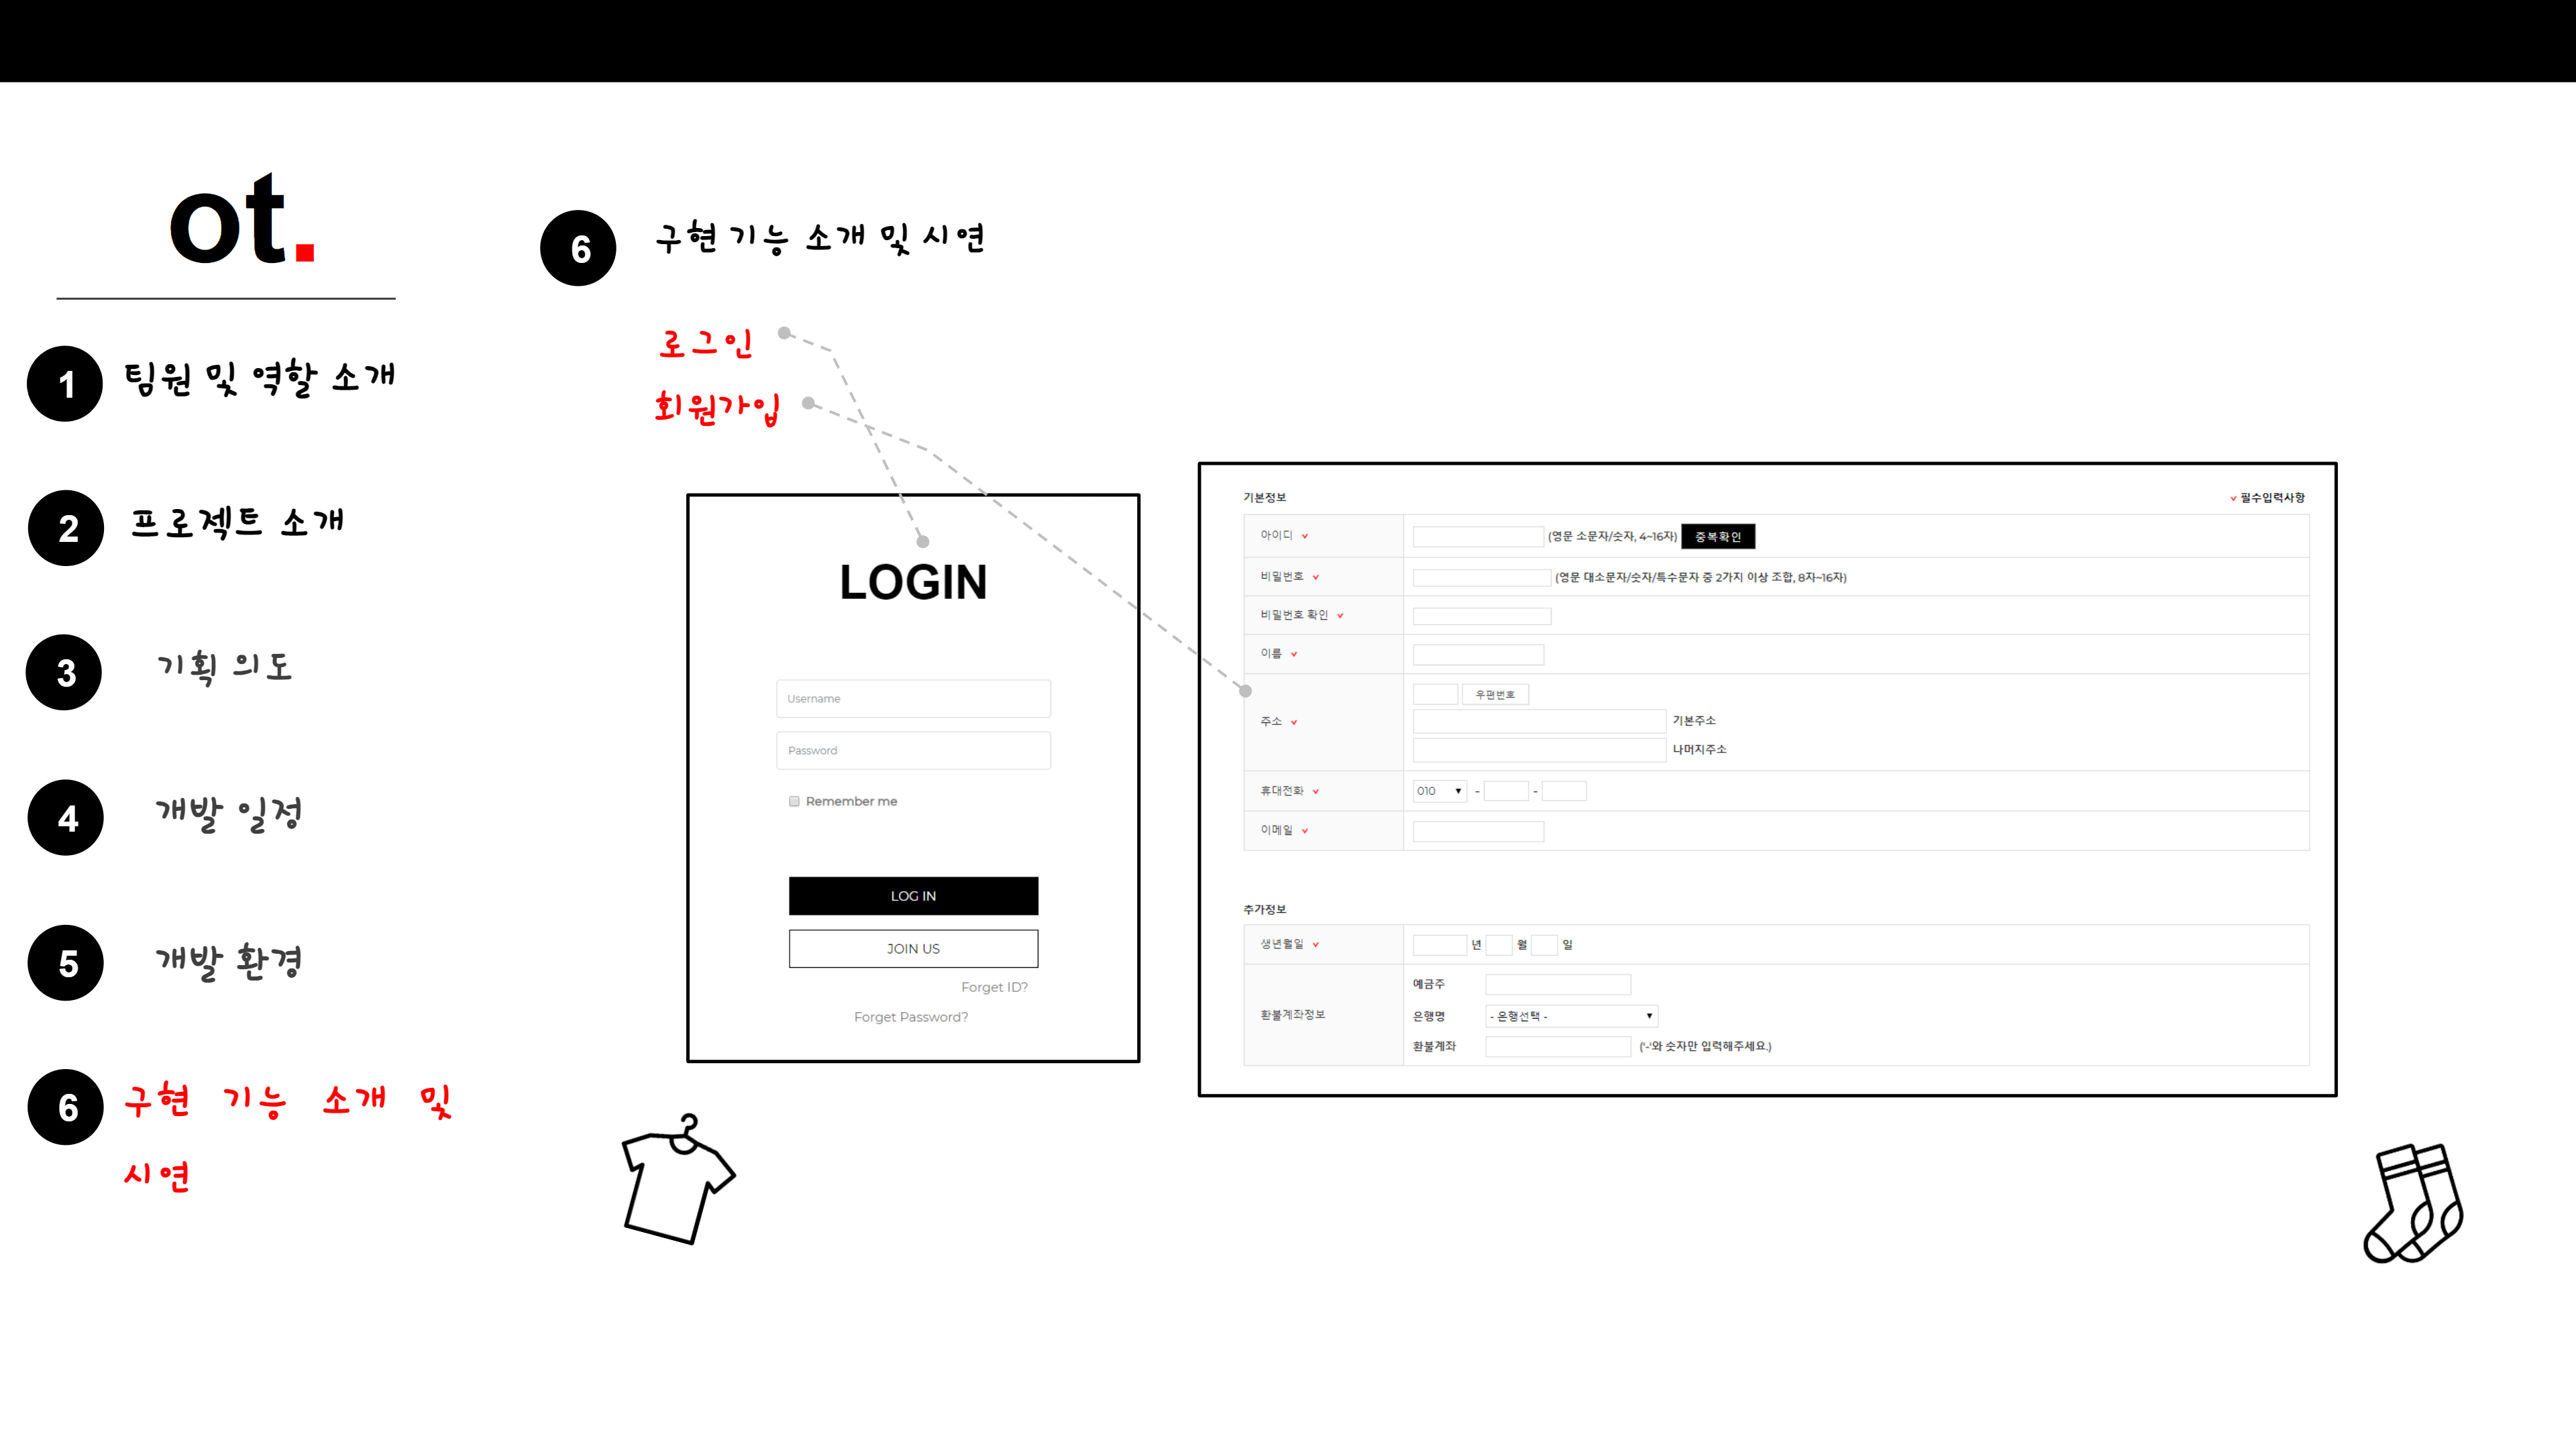 ot.
1 팀원 및 역할 소개
2 프로젝트 소개
3 기획 의도
4 개발 일정
5 개발 환경
6 구현 기능 소개 및
시연
6 구현 기능 소개 및 시연
로그인
회원가입
LOGIN
Username
Password
Remember me
LOG IN
JOIN US
Forget ID?
Forget Password?
기본정보 필수입력사항
아이디 (영문 소문자/숫자, 4~16자) 중복확인
비밀번호 (영문 대소문자/숫자/특수문자 중 2가지 이상 조합, 8자~16자)
비밀번호 확인
이름
주소 우편번호
기본주소
나머지주소
휴대전화 010 - -
이메일
추가정보
생년월일 년 월 일
환불계좌정보
예금주
은행명 - 은행선택 -
환불계좌 ('-'와 숫자만 입력해주세요.)